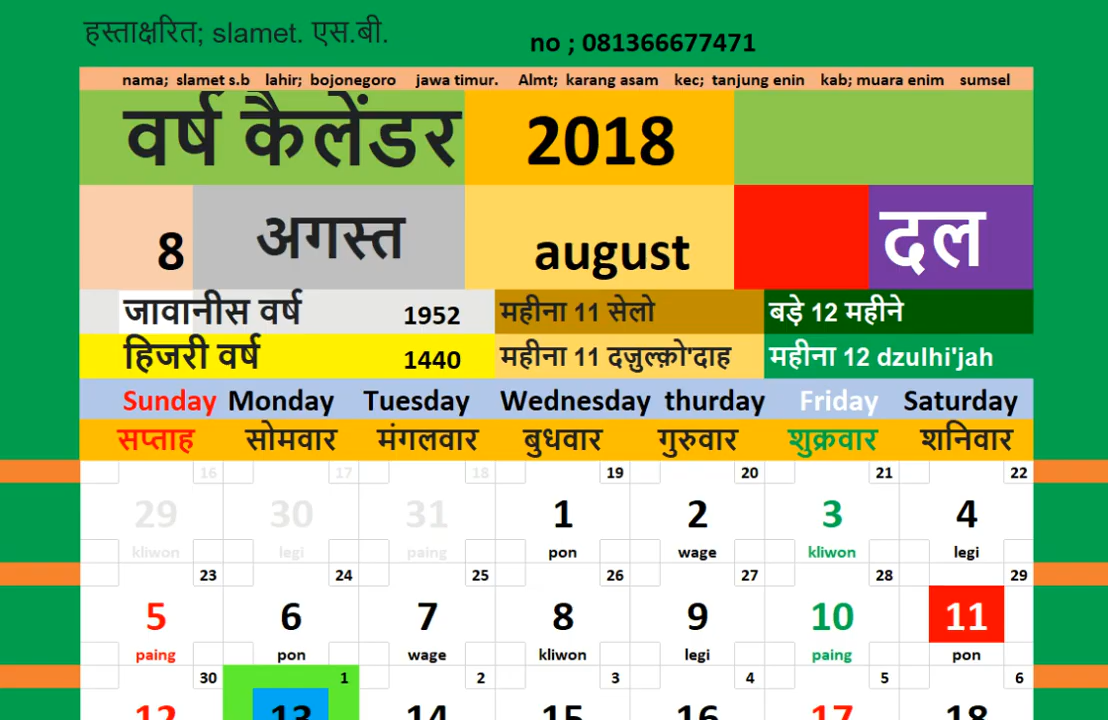 हस्ताक्षरित; slamet. एस.बी.
no ; 081366677471
nama; slamet s.b lahir; bojonegoro jawa timur. Almt; karang asam kec; tanjung enin kab; muara enim sumsel
वर्ष कैलेंडर 2018
8 अगस्त august दल
जावानीस वर्ष 1952 महीना 11 सेलो बड़े 12 महीने
हिजरी वर्ष 1440 महीना 11 दज़ुल्क़ो'दाह महीना 12 dzulhi'jah
Sunday Monday Tuesday Wednesday thurday Friday Saturday
सप्ताह सोमवार मंगलवार बुधवार गुरुवार शुक्रवार शनिवार
16 17 18 19 20 21 22
29 30 31 1 2 3 4
kliwon legi paing pon wage kliwon legi
23 24 25 26 27 28 29
5 6 7 8 9 10 11
paing pon wage kliwon legi paing pon
30 1 2 3 4 5 6
12 13 14 15 16 17 18